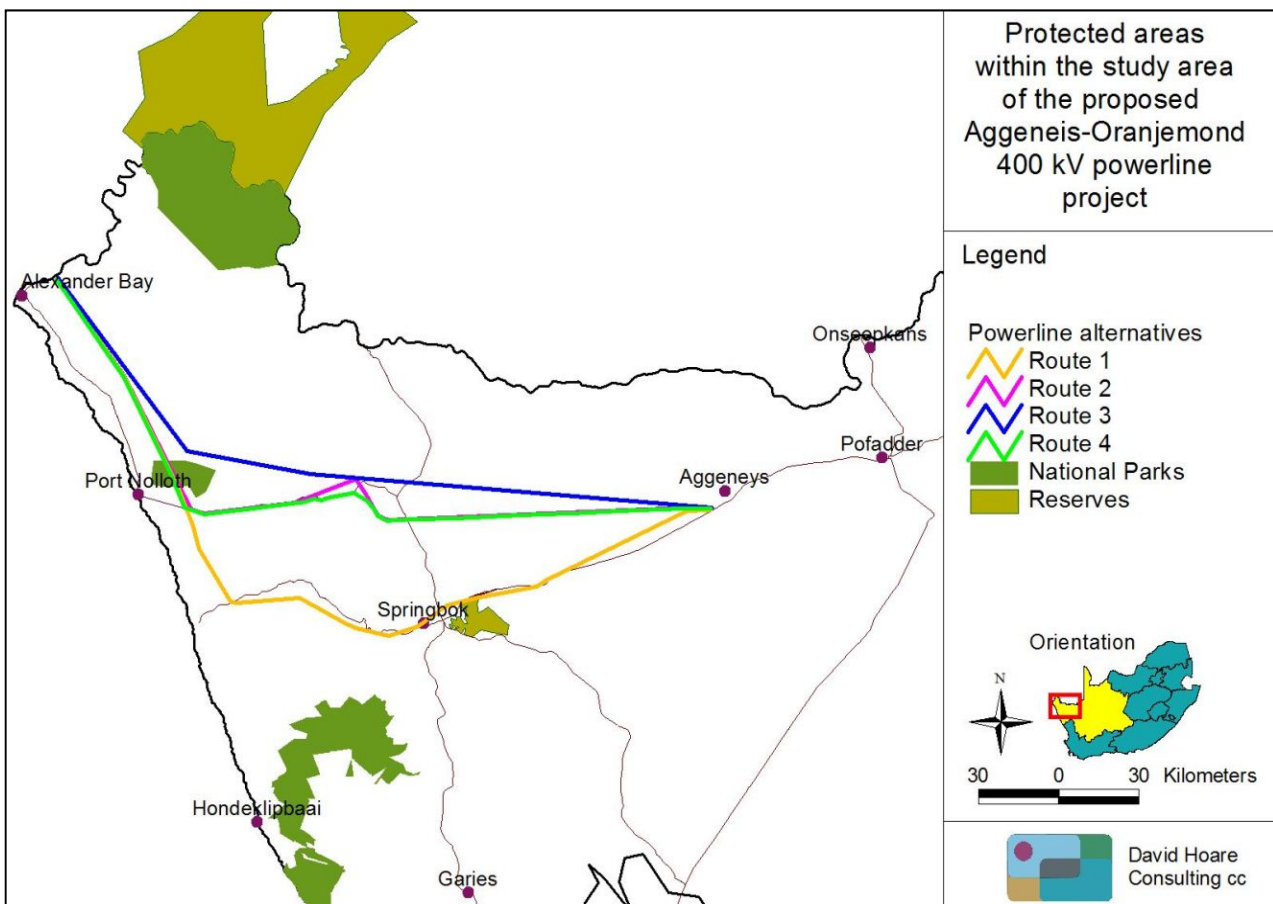 Protected areas
within the study area
of the proposed
Aggeneis-Oranjemond
400 kV powerline
project
Legend
Powerline alternatives
Route 1
Route 2
Route 3
Route 4
National Parks
Reserves
Alexander Bay
Onseepkans
Pofadder
Aggeneys
Port Nolloth
Springbok
Hondeklipbaai
Garies
Orientation
N
30 0 30 Kilometers
David Hoare
Consulting cc